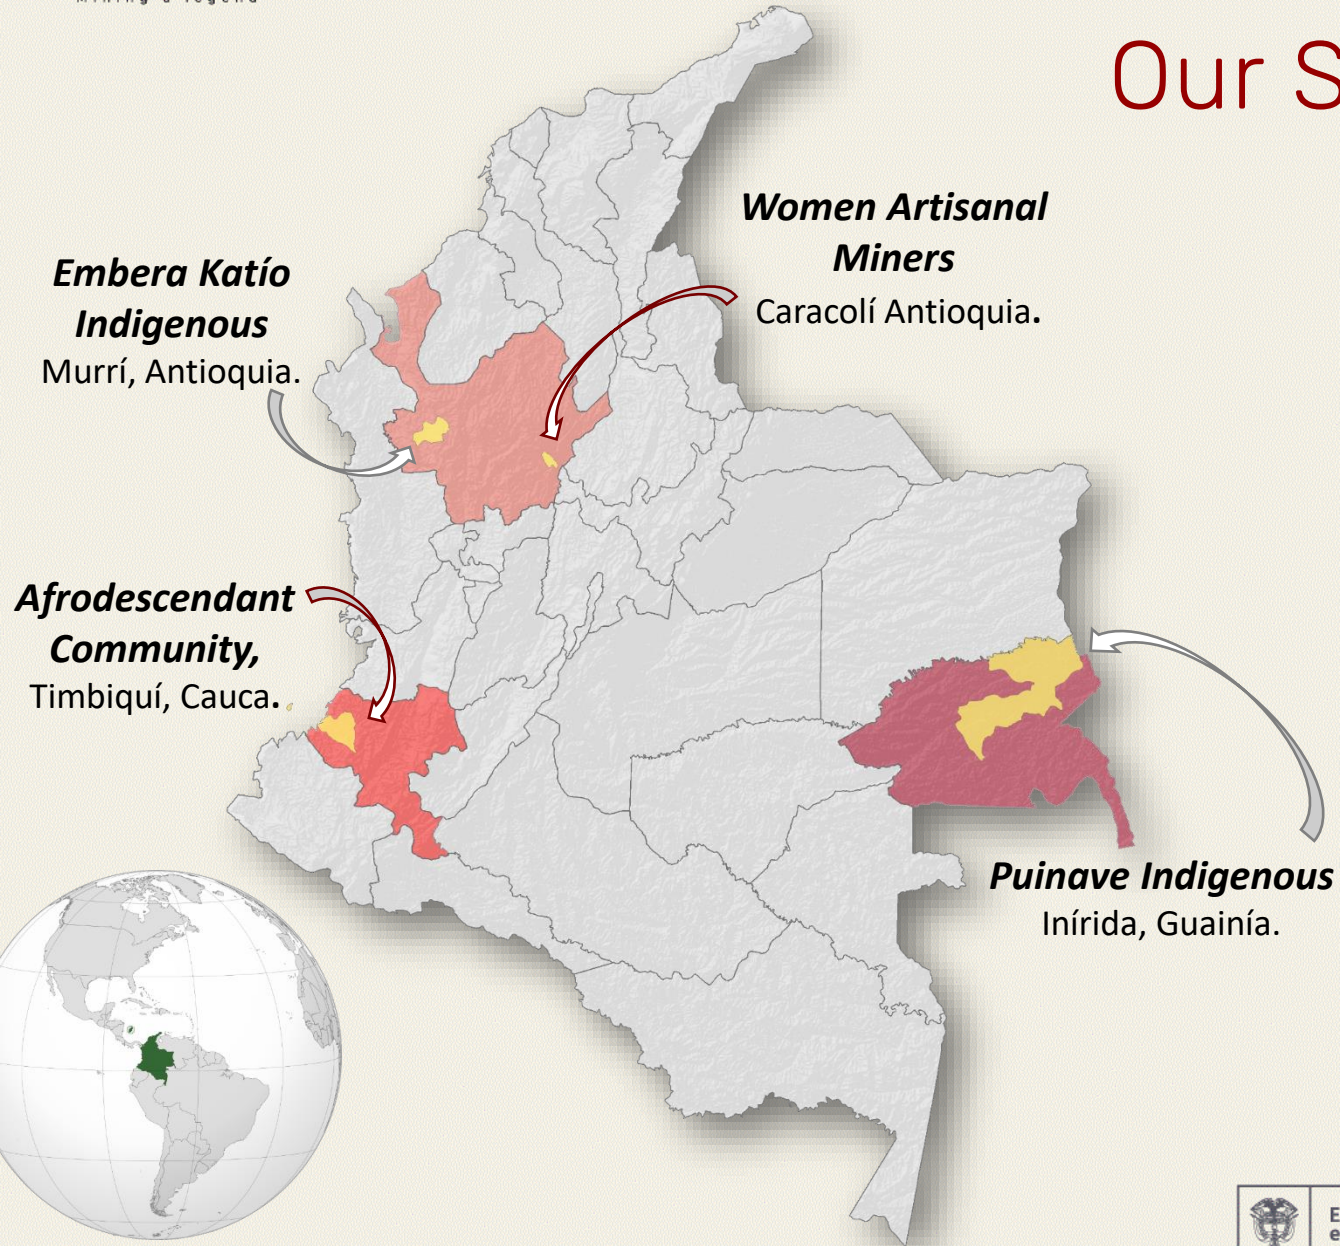 Our S
Women Artisanal
Miners
Caracolí Antioquia.
Embera Katío
Indigenous
Murrí, Antioquia.
Afrodescendant
Community,
Timbiquí, Cauca.
Puinave Indigenous
Inírida, Guainía.